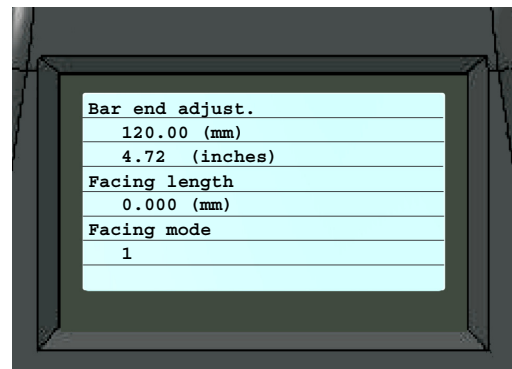 Bar end adjust.
120.00 (mm)
4.72 (inches)
Facing length
0.000 (mm)
Facing mode
1